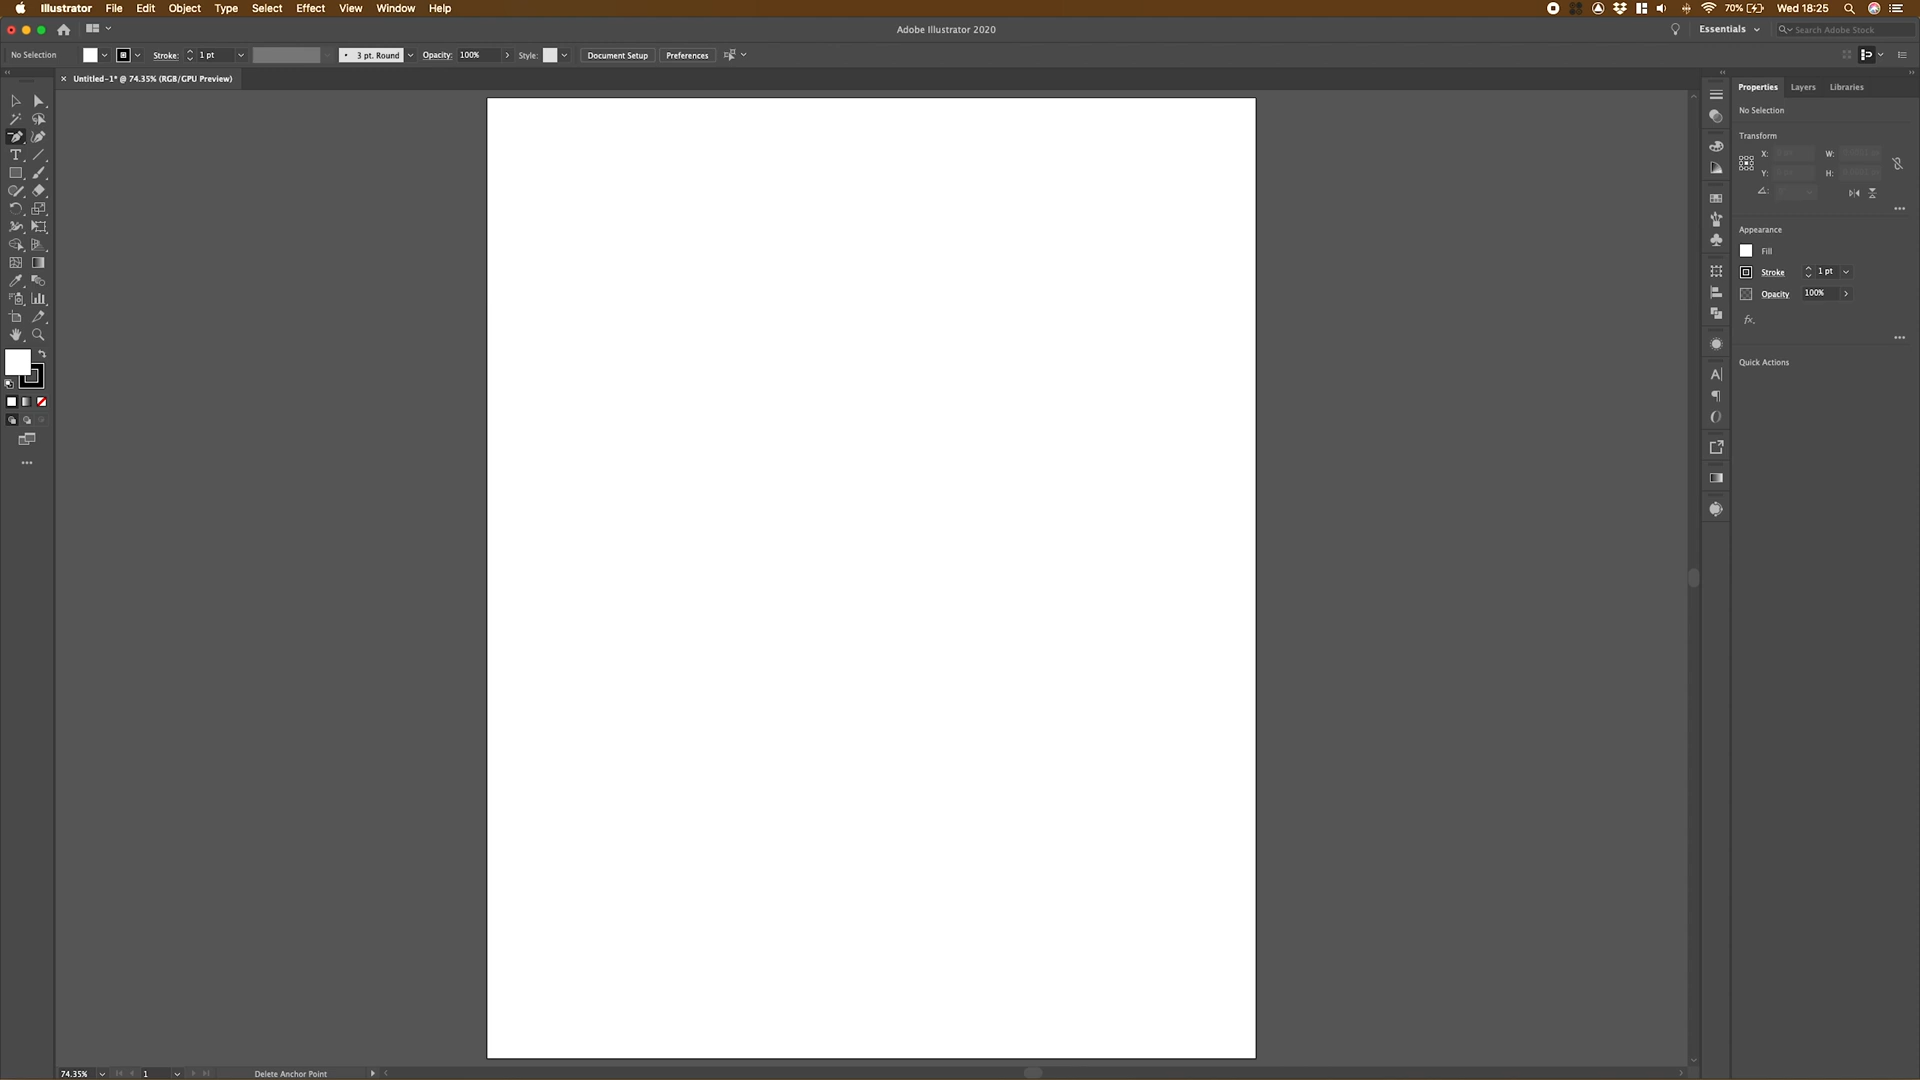 Illustrator File Edit Object Type Select Effect View Window Help 70% Wed 18:25
Adobe Illustrator 2020 Essentials Search Adobe Stock
No Selection Stroke: 1 pt 3 pt. Round Opacity: 100% Style: Document Setup Preferences
Untitled-1* @ 74.35% (RGB/GPU Preview)
Properties Layers Libraries
No Selection
Transform
X: W:
Y: H:
Appearance
Fill
Stroke 1 pt
Opacity 100%
fx.
Quick Actions
74.35% 1 Delete Anchor Point